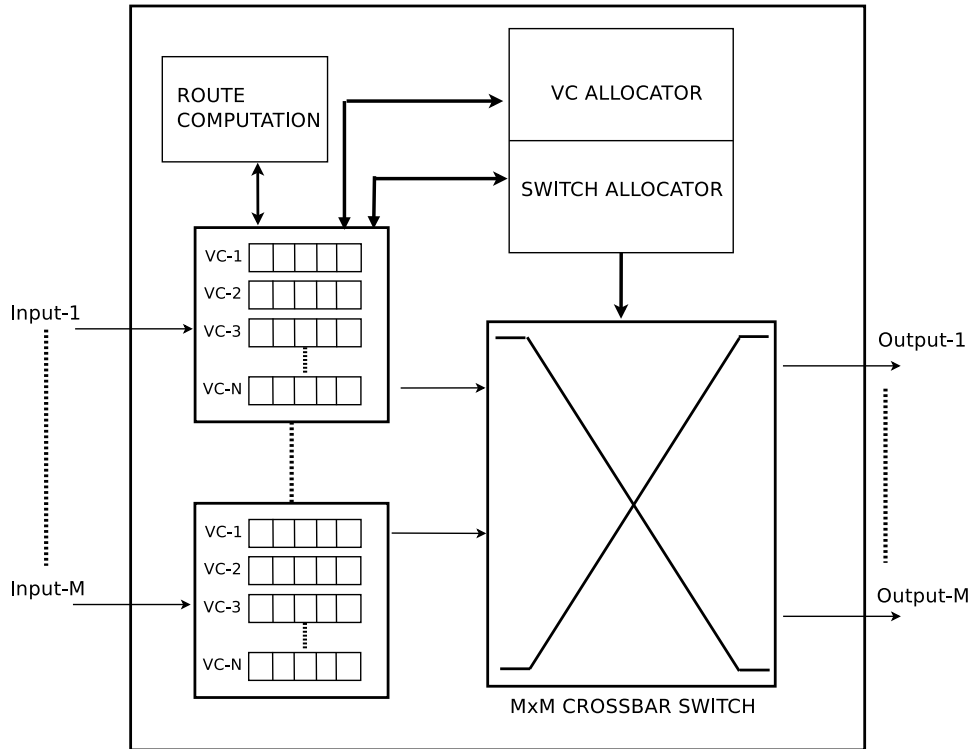 ROUTE
COMPUTATION
VC ALLOCATOR
SWITCH ALLOCATOR
VC-1
VC-2
VC-3
VC-N
Input-1
Output-1
VC-1
VC-2
VC-3
VC-N
Input-M
Output-M
MxM CROSSBAR SWITCH